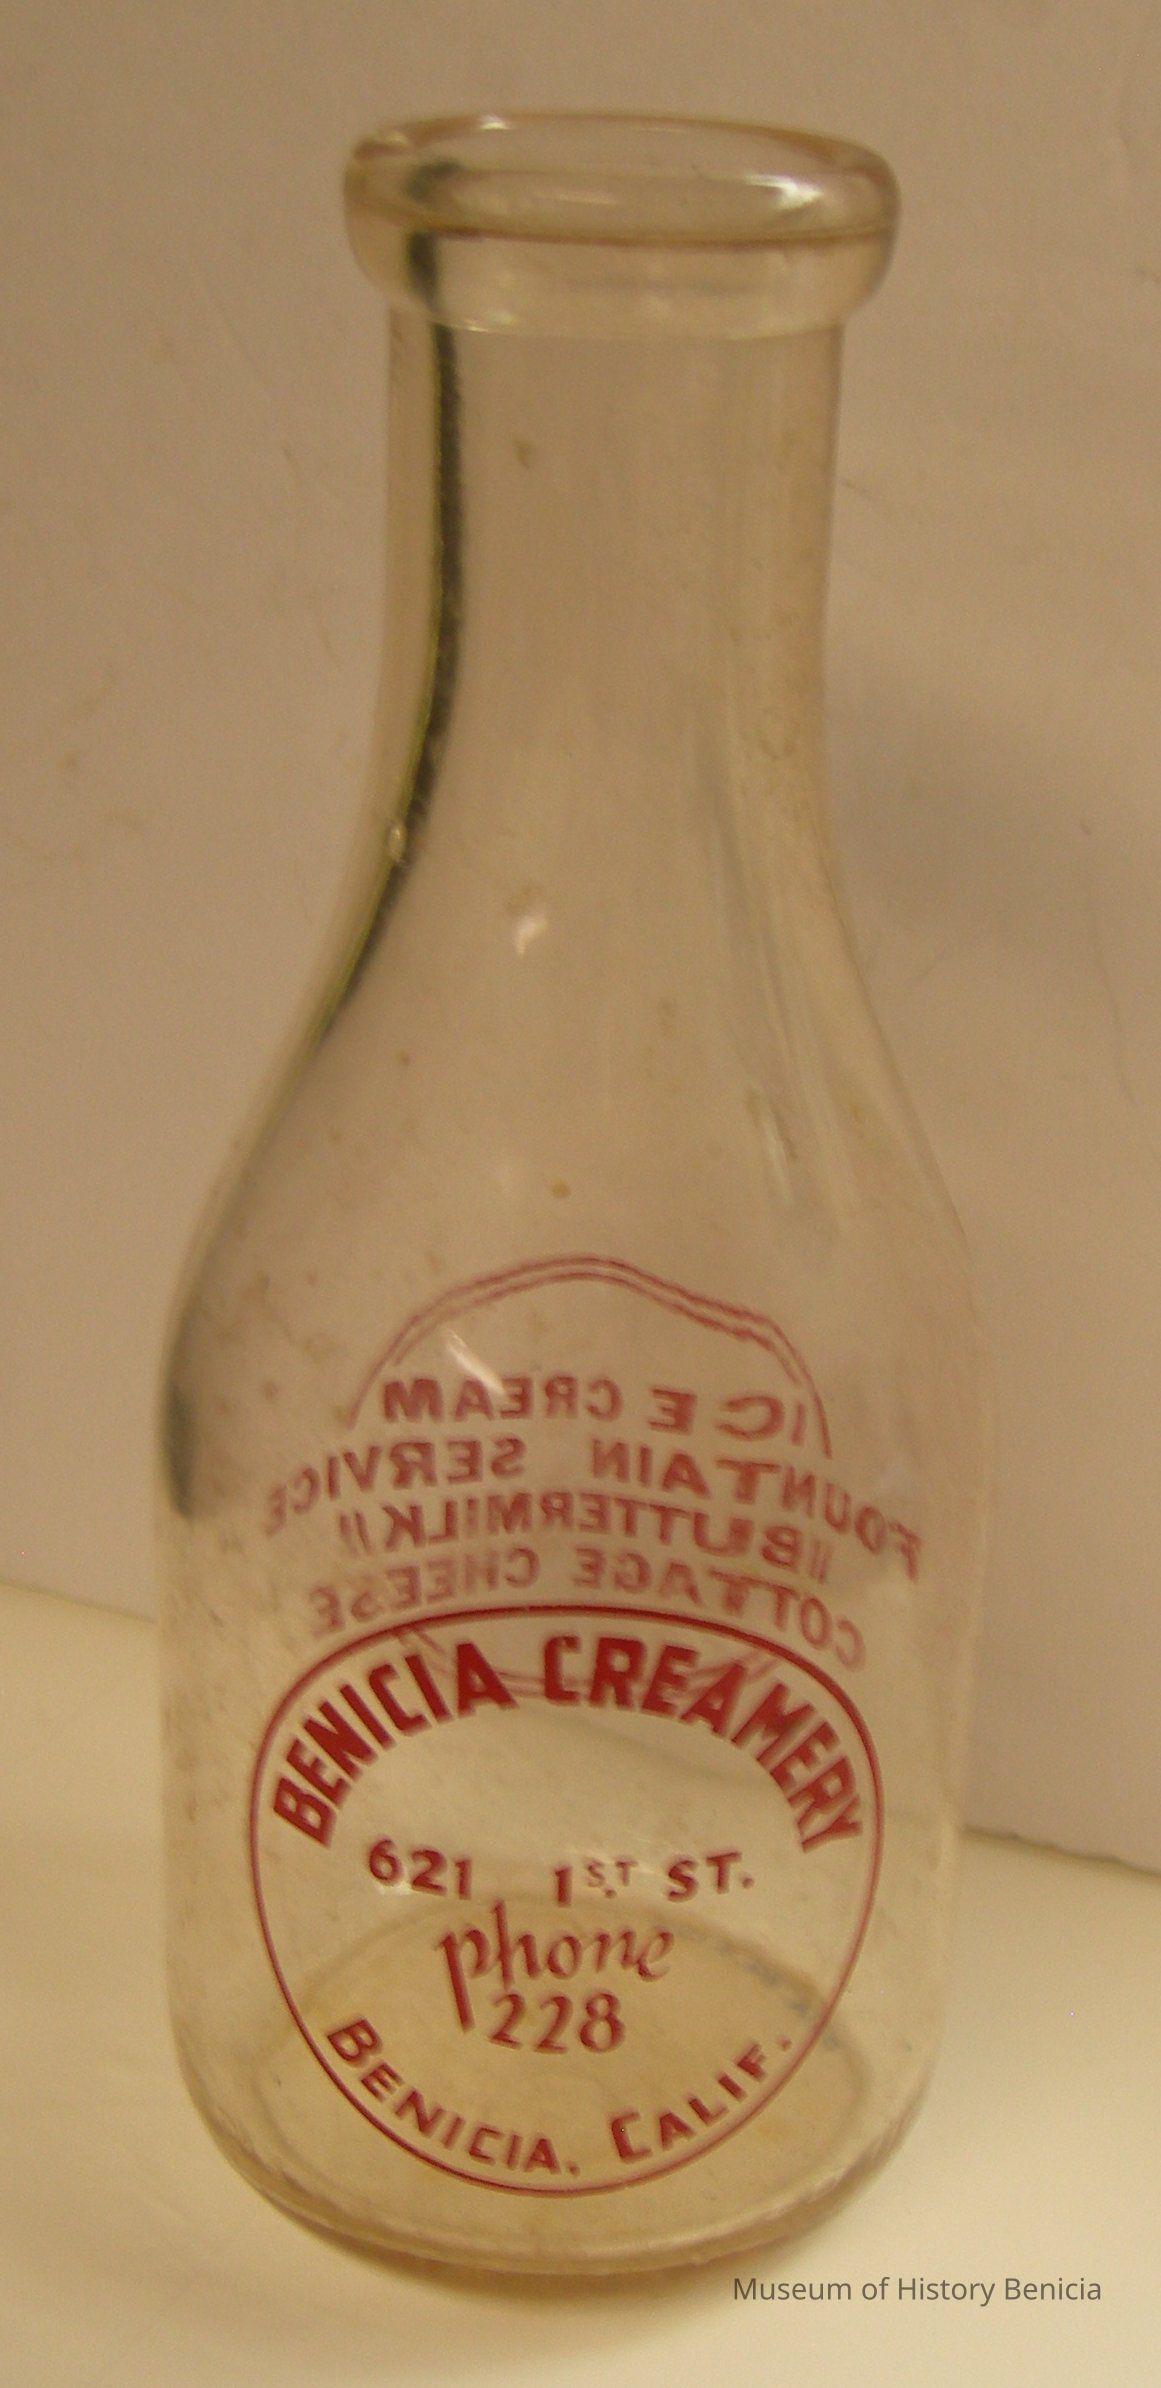 ICE CREAM
FOUNTAIN SERVICE
"BUTTERMILK"
COTTAGE CHEESE
BENICIA CREAMERY
621 1ST ST.
phone
228
BENICIA. CALIF.
Museum of History Benicia